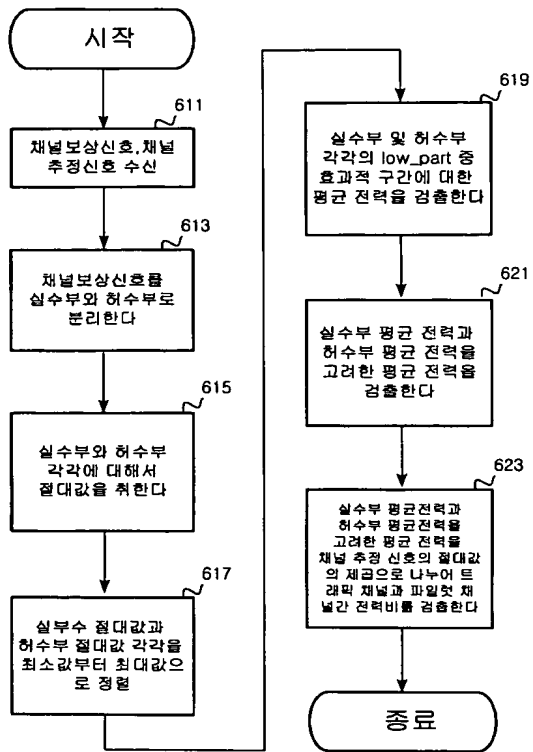 시작
611
채널보상신호,채널
추정신호 수신
613
채널보상신호를
실수부와 허수부로
분리한다
615
실수부와 허수부
각각에 대해서
절대값을 취한다
617
실부수 절대값과
허수부 절대값 각각을
최소값부터 최대값으
로 정렬
619
실수부 및 허수부
각각의 low_part 중
효과적 구간에 대한
평균 전력을 검출한다
621
실수부 평균 전력과
허수부 평균 전력을
고려한 평균 전력을
검출한다
623
실수부 평균전력과
허수부 평균전력을
고려한 평균 전력을
채널 추정 신호의 절대값
의 제곱으로 나누어 트
래픽 채널과 파일럿 채
널간 전력비를 검출한다
종료